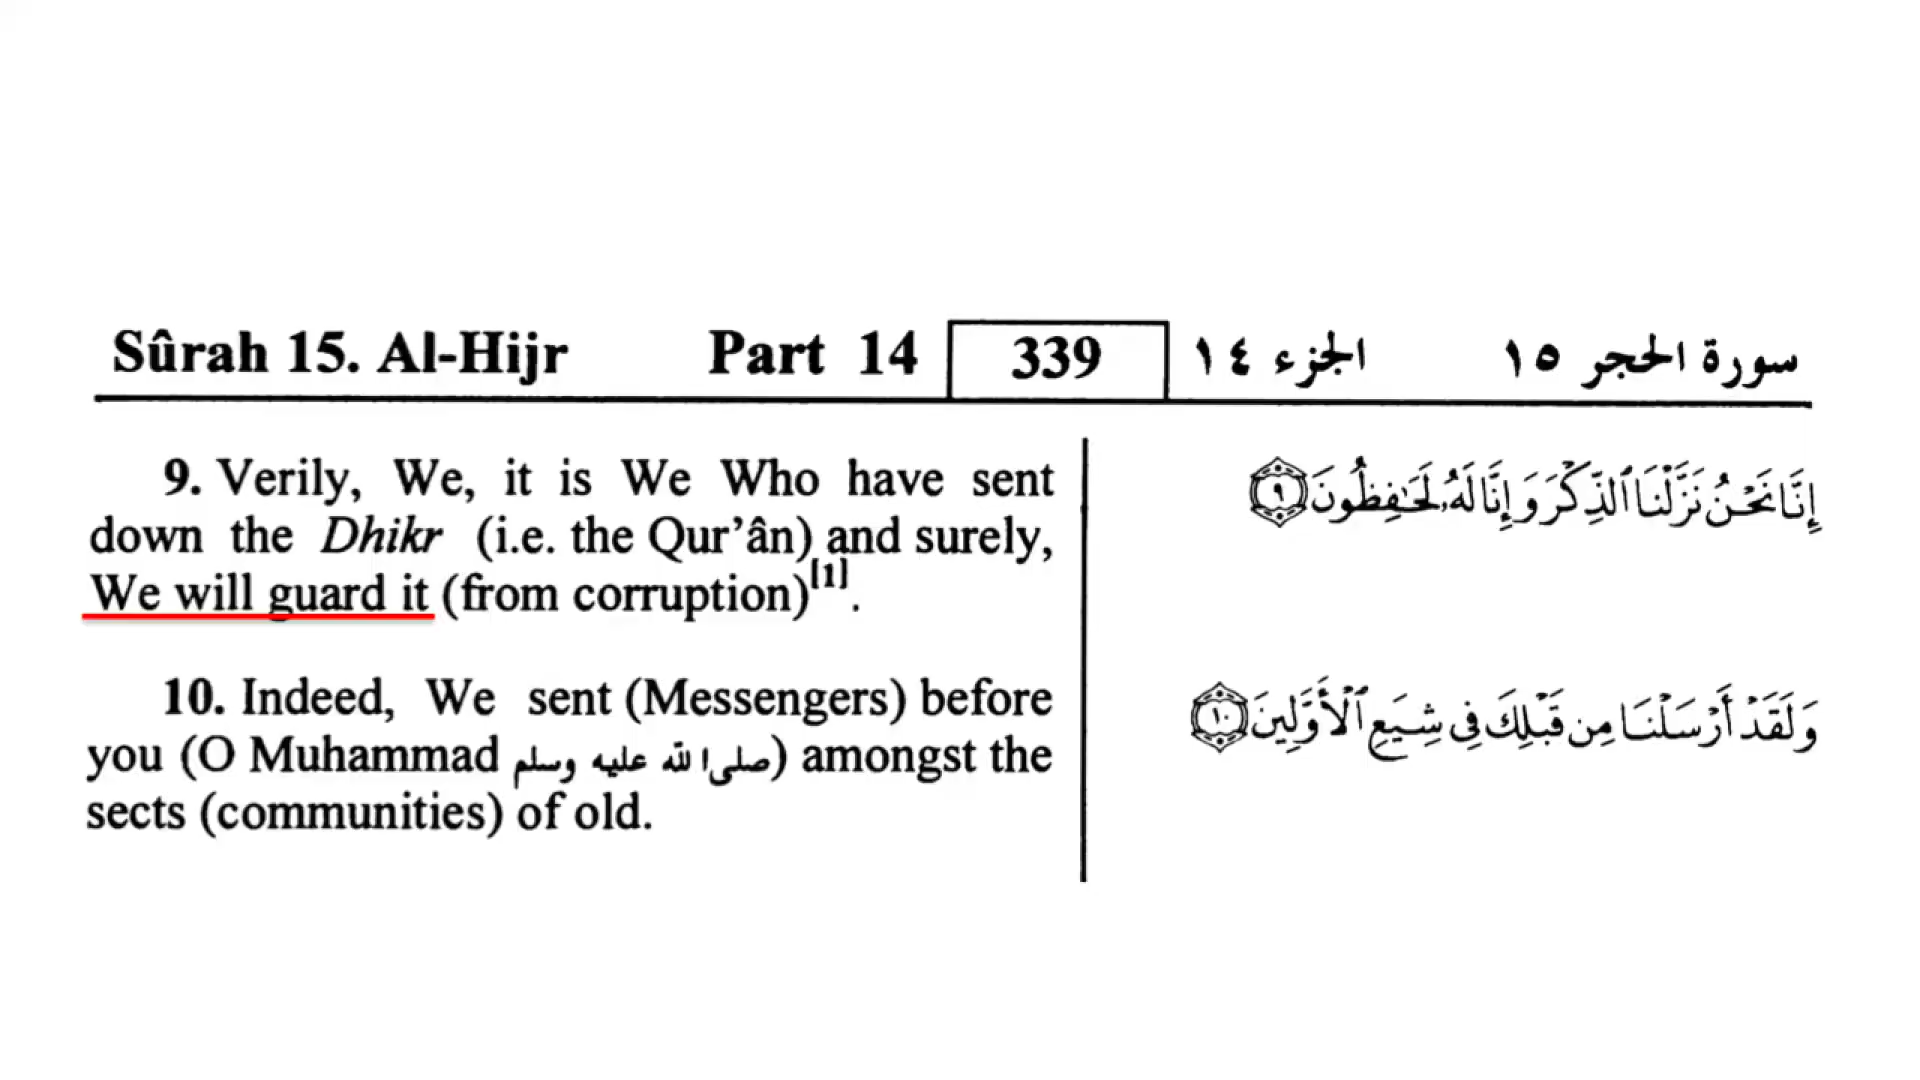 Sûrah 15. Al-Hijr Part 14 339 الجزء ١٤ سورة الحجر ١٥
9. Verily, We, it is We Who have sent
down the Dhikr (i.e. the Qur’ân) and surely,
We will guard it (from corruption)[1].
10. Indeed, We sent (Messengers) before
you (O Muhammad صلى الله عليه وسلم) amongst the
sects (communities) of old.
إِنَّا نَحْنُ نَزَّلْنَا ٱلذِّكْرَ وَإِنَّا لَهُۥ لَحَـٰفِظُونَ ٩
وَلَقَدْ أَرْسَلْنَا مِن قَبْلِكَ فِى شِيَعِ ٱلْأَوَّلِينَ ١٠